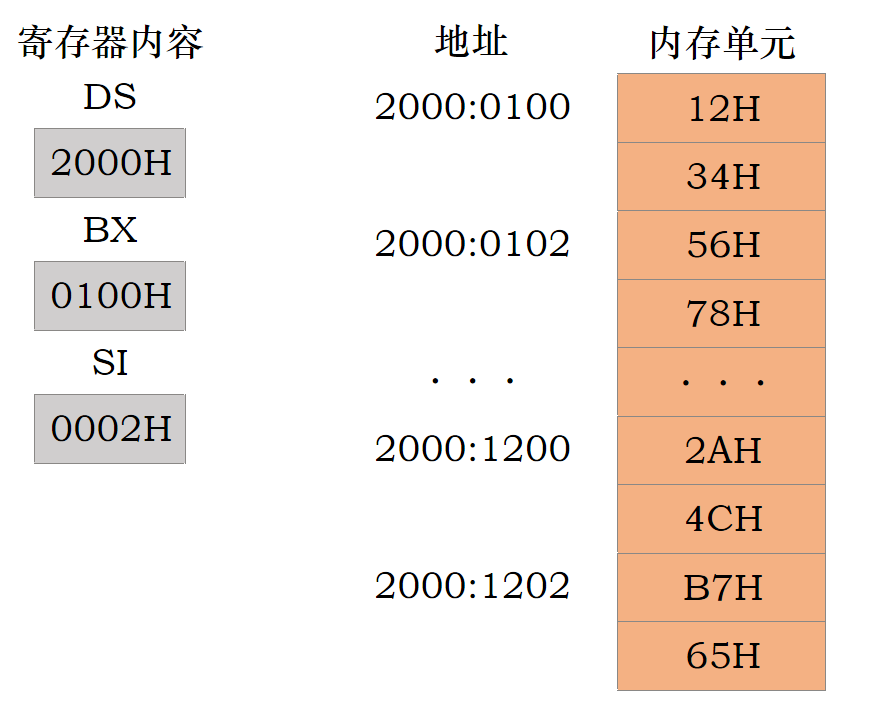 寄存器内容 地址 内存单元
DS
2000:0100 12H
2000H
34H
BX
2000:0102 56H
0100H
78H
SI
. . . . . .
0002H
2000:1200 2AH
4CH
2000:1202 B7H
65H